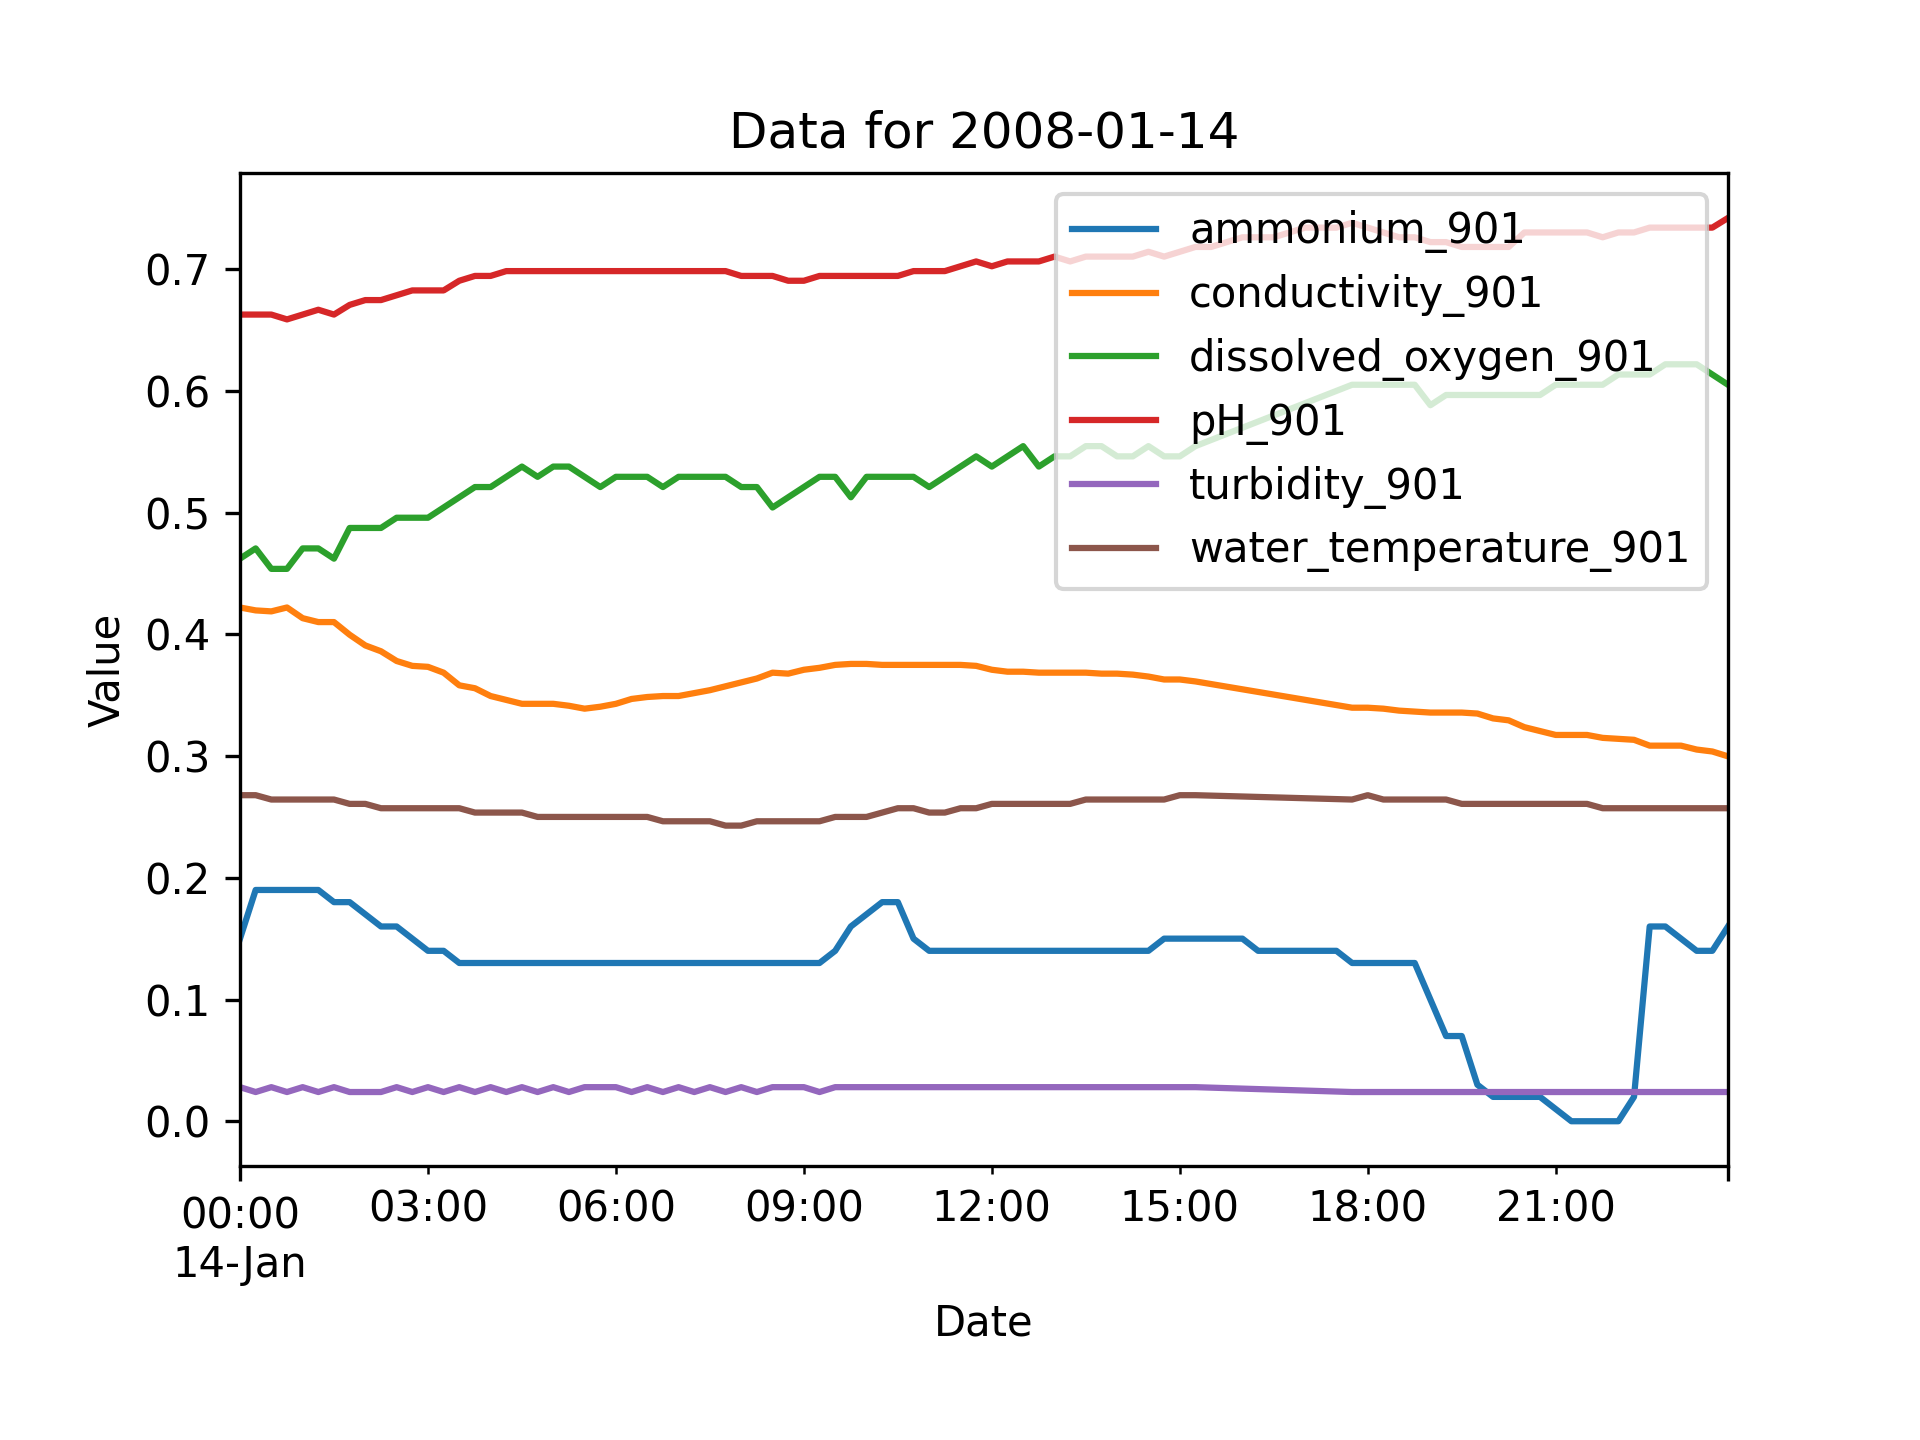 Data for 2008-01-14
ammonium_901
conductivity_901
dissolved_oxygen_901
pH_901
turbidity_901
water_temperature_901
Value
0.7
0.6
0.5
0.4
0.3
0.2
0.1
0.0
00:00 03:00 06:00 09:00 12:00 15:00 18:00 21:00
14-Jan
Date